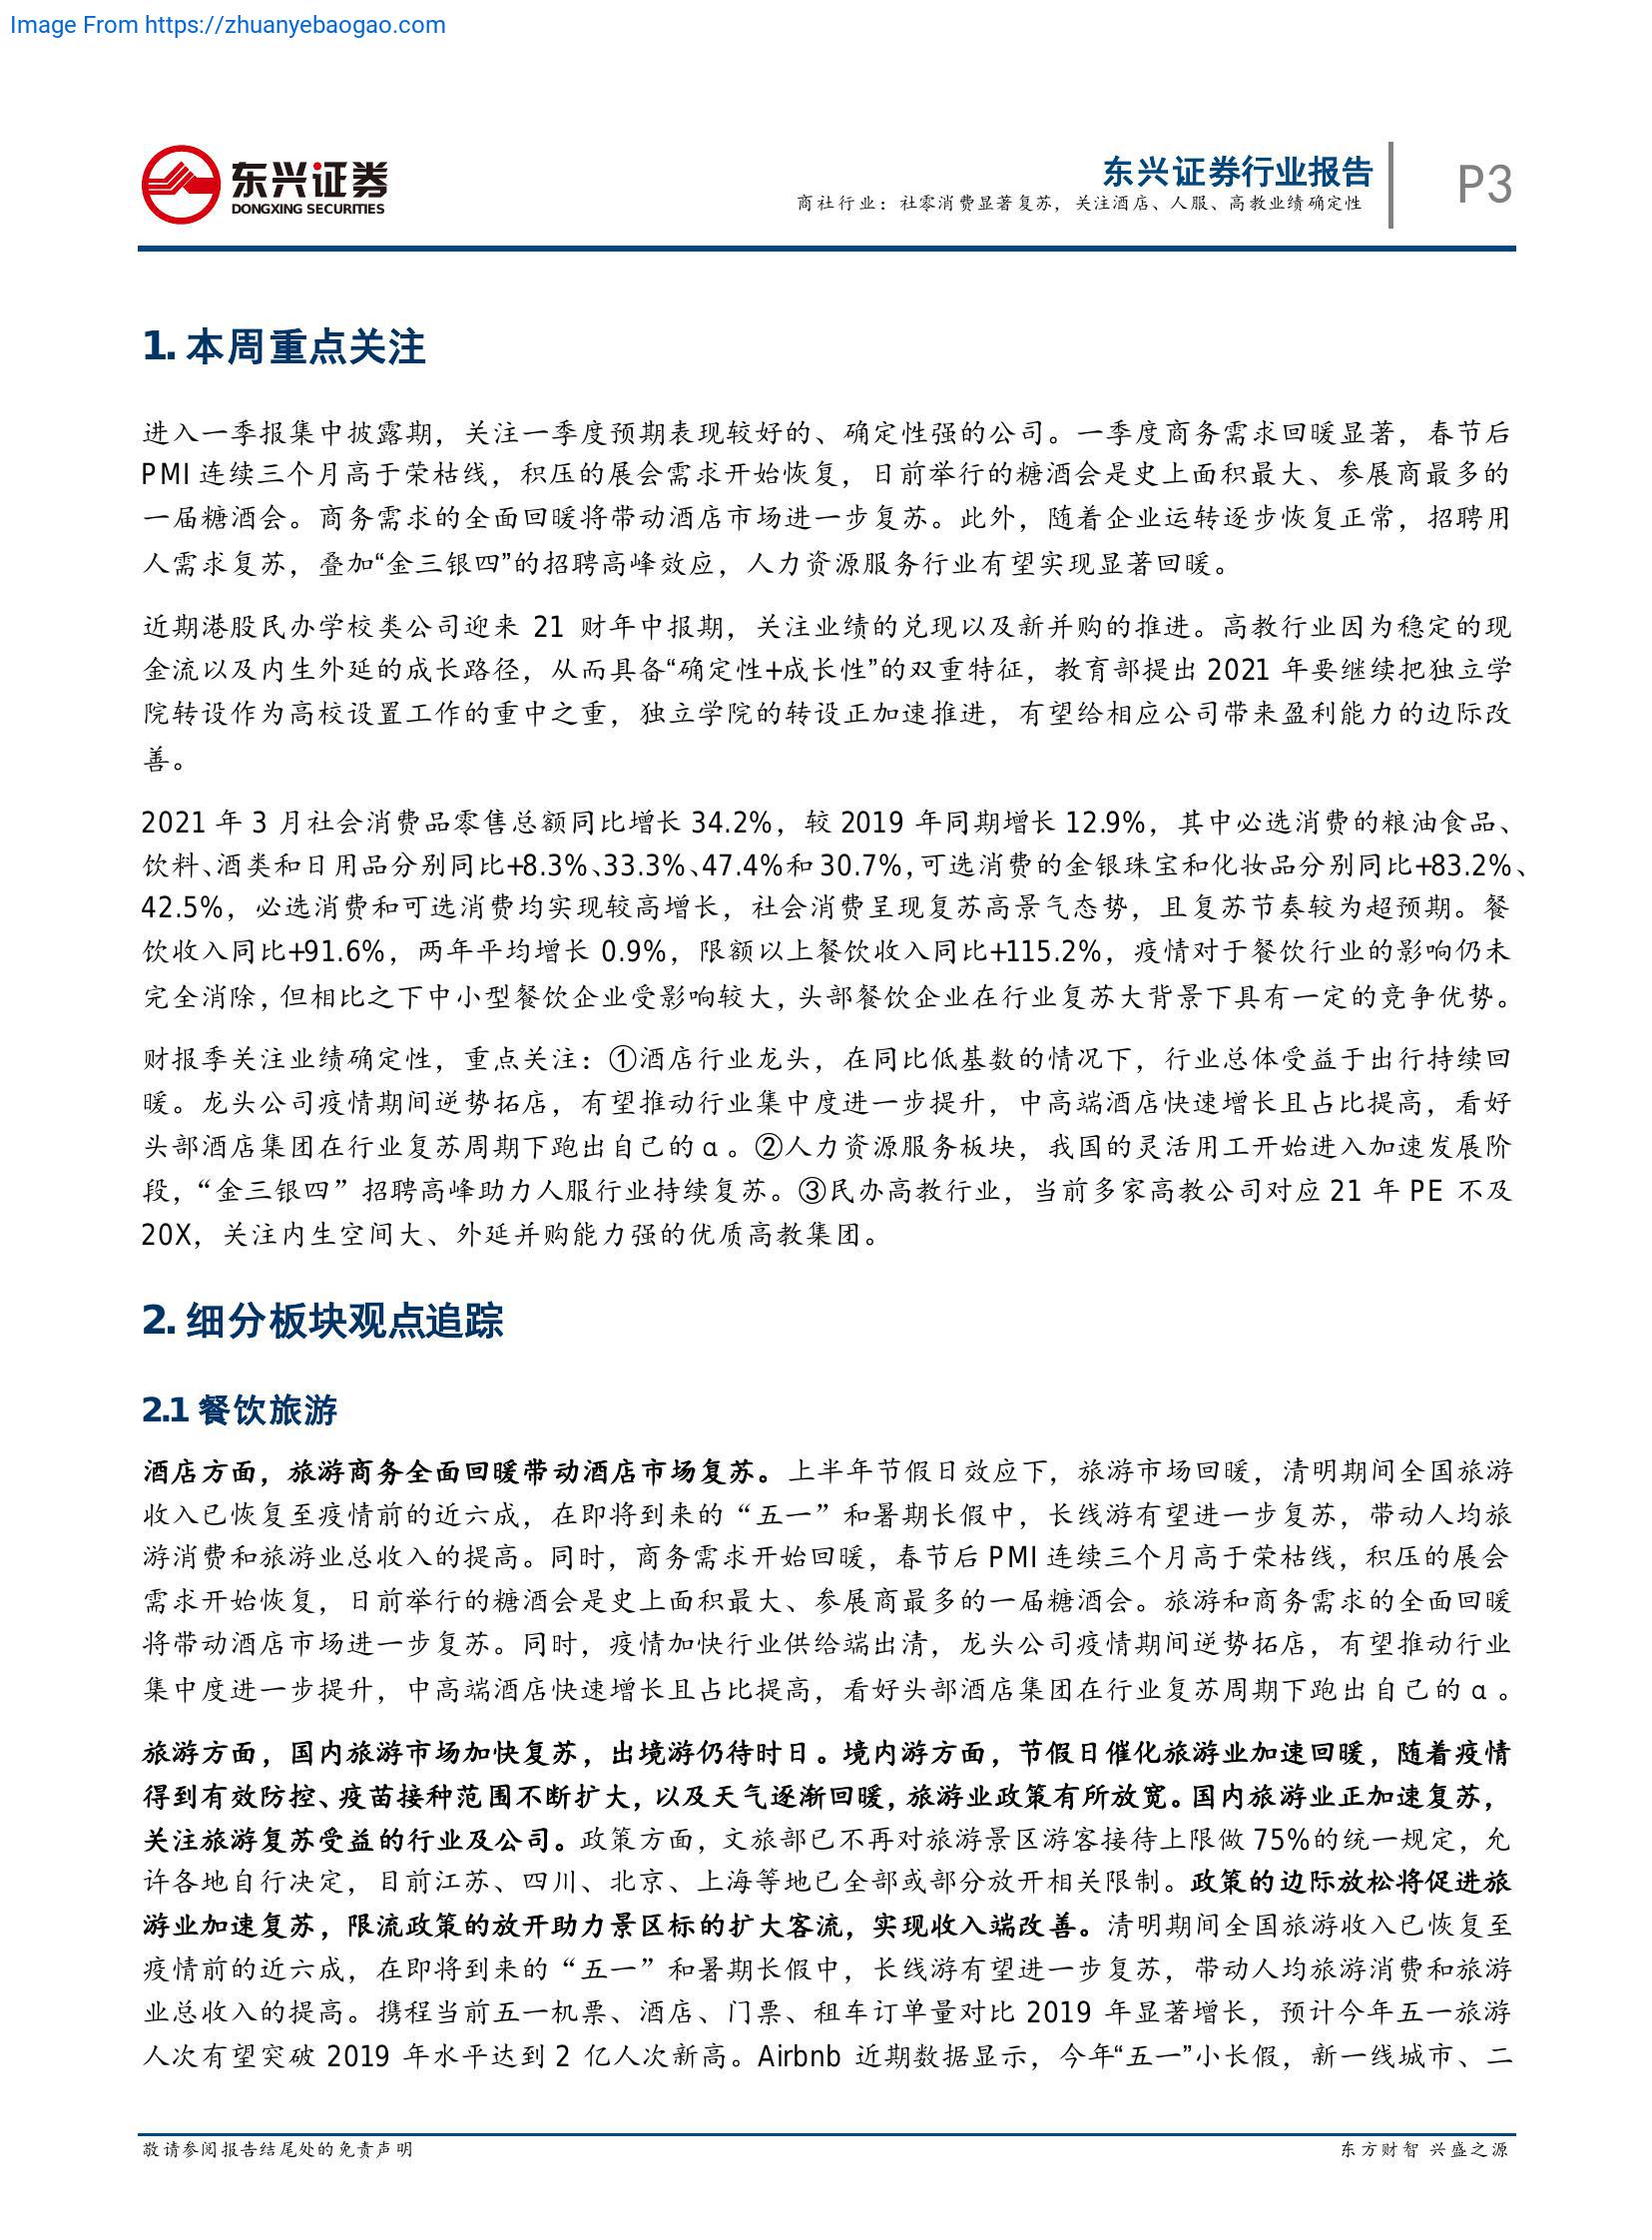 Image From https://zhuanyebaogao.com
东兴证券
DONGXING SECURITIES
东兴证券行业报告
商社行业：社零消费显著复苏，关注酒店、人服、高教业绩确定性
P3
1. 本周重点关注
进入一季报集中披露期，关注一季度预期表现较好的、确定性强的公司。一季度商务需求回暖显著，春节后
PMI 连续三个月高于荣枯线，积压的展会需求开始恢复，日前举行的糖酒会是史上面积最大、参展商最多的
一届糖酒会。商务需求的全面回暖将带动酒店市场进一步复苏。此外，随着企业运转逐步恢复正常，招聘用
人需求复苏，叠加“金三银四”的招聘高峰效应，人力资源服务行业有望实现显著回暖。
近期港股民办学校类公司迎来 21 财年中报期，关注业绩的兑现以及新并购的推进。高教行业因为稳定的现
金流以及内生外延的成长路径，从而具备“确定性+成长性”的双重特征，教育部提出 2021 年要继续把独立学
院转设作为高校设置工作的重中之重，独立学院的转设正加速推进，有望给相应公司带来盈利能力的边际改
善。
2021 年 3 月社会消费品零售总额同比增长 34.2%，较 2019 年同期增长 12.9%，其中必选消费的粮油食品、
饮料、酒类和日用品分别同比+8.3%、33.3%、47.4%和 30.7%，可选消费的金银珠宝和化妆品分别同比+83.2%、
42.5%，必选消费和可选消费均实现较高增长，社会消费呈现复苏高景气态势，且复苏节奏较为超预期。餐
饮收入同比+91.6%，两年平均增长 0.9%，限额以上餐饮收入同比+115.2%，疫情对于餐饮行业的影响仍未
完全消除，但相比之下中小型餐饮企业受影响较大，头部餐饮企业在行业复苏大背景下具有一定的竞争优势。
财报季关注业绩确定性，重点关注：①酒店行业龙头，在同比低基数的情况下，行业总体受益于出行持续回
暖。龙头公司疫情期间逆势拓店，有望推动行业集中度进一步提升，中高端酒店快速增长且占比提高，看好
头部酒店集团在行业复苏周期下跑出自己的 α 。②人力资源服务板块，我国的灵活用工开始进入加速发展阶
段，“金三银四”招聘高峰助力人服行业持续复苏。③民办高教行业，当前多家高教公司对应 21 年 PE 不及
20X，关注内生空间大、外延并购能力强的优质高教集团。
2. 细分板块观点追踪
2.1 餐饮旅游
酒店方面，旅游商务全面回暖带动酒店市场复苏。上半年节假日效应下，旅游市场回暖，清明期间全国旅游
收入已恢复至疫情前的近六成，在即将到来的“五一”和暑期长假中，长线游有望进一步复苏，带动人均旅
游消费和旅游业总收入的提高。同时，商务需求开始回暖，春节后 PMI 连续三个月高于荣枯线，积压的展会
需求开始恢复，日前举行的糖酒会是史上面积最大、参展商最多的一届糖酒会。旅游和商务需求的全面回暖
将带动酒店市场进一步复苏。同时，疫情加快行业供给端出清，龙头公司疫情期间逆势拓店，有望推动行业
集中度进一步提升，中高端酒店快速增长且占比提高，看好头部酒店集团在行业复苏周期下跑出自己的 α 。
旅游方面，国内旅游市场加快复苏，出境游仍待时日。境内游方面，节假日催化旅游业加速回暖，随着疫情
得到有效防控、疫苗接种范围不断扩大，以及天气逐渐回暖，旅游业政策有所放宽。国内旅游业正加速复苏，
关注旅游复苏受益的行业及公司。政策方面，文旅部已不再对旅游景区游客接待上限做 75%的统一规定，允
许各地自行决定，目前江苏、四川、北京、上海等地已全部或部分放开相关限制。政策的边际放松将促进旅
游业加速复苏，限流政策的放开助力景区标的扩大客流，实现收入端改善。清明期间全国旅游收入已恢复至
疫情前的近六成，在即将到来的“五一”和暑期长假中，长线游有望进一步复苏，带动人均旅游消费和旅游
业总收入的提高。携程当前五一机票、酒店、门票、租车订单量对比 2019 年显著增长，预计今年五一旅游
人次有望突破 2019 年水平达到 2 亿人次新高。Airbnb 近期数据显示，今年“五一”小长假，新一线城市、二
敬请参阅报告结尾处的免责声明
东方财智 兴盛之源